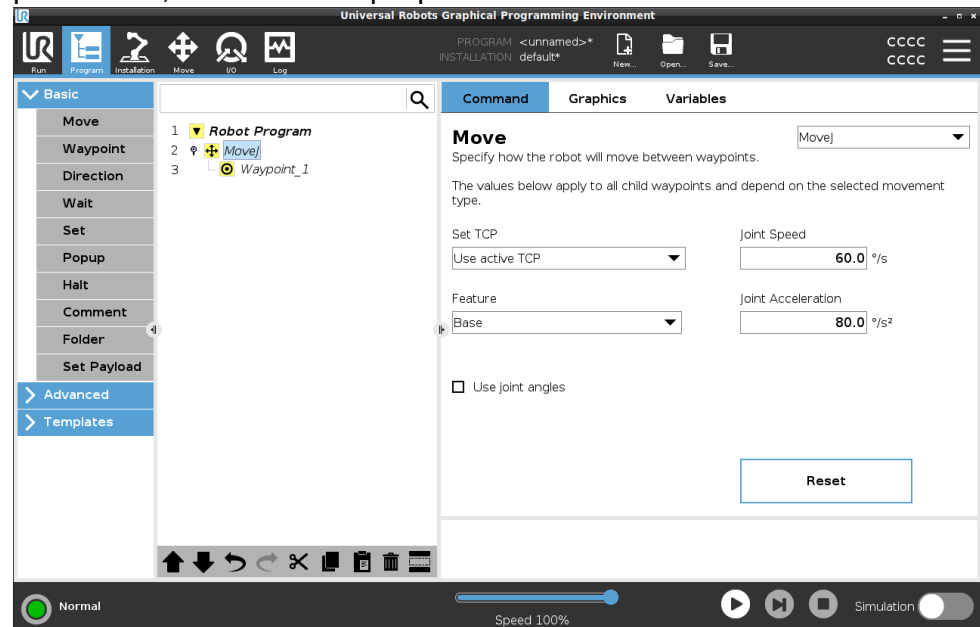 Universal Robots Graphical Programming Environment
UR
Run
Program
Installation
Move
I/O
Log
PROGRAM <unnamed>*
INSTALLATION default*
New...
Open...
Save...
CCCC
CCCC
Basic
Move
Waypoint
Direction
Wait
Set
Popup
Halt
Comment
Folder
Set Payload
Advanced
Templates
1 Robot Program
2 MoveJ
3 Waypoint_1
Command Graphics Variables
Move
MoveJ
Specify how the robot will move between waypoints.
The values below apply to all child waypoints and depend on the selected movement
type.
Set TCP
Joint Speed
Use active TCP
60.0 °/s
Feature
Joint Acceleration
Base
80.0 °/s²
Use joint angles
Reset
Normal
Speed 100%
Simulation